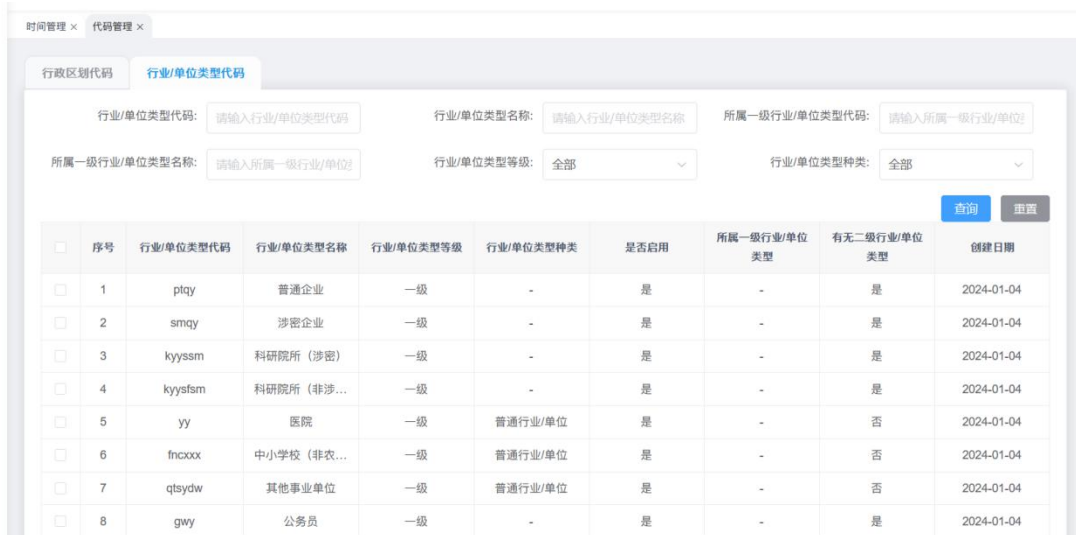 时间管理 × 代码管理 ×
行政区划代码 行业/单位类型代码
行业/单位类型代码: 请输入行业/单位类型代码 行业/单位类型名称: 请输入行业/单位类型名称 所属一级行业/单位类型代码: 请输入所属一级行业/单位
所属一级行业/单位类型名称: 请输入所属一级行业/单位 行业/单位类型等级: 全部 行业/单位类型种类: 全部
查询 重置
序号 行业/单位类型代码 行业/单位类型名称 行业/单位类型等级 行业/单位类型种类 是否启用 所属一级行业/单位类型 有无二级行业/单位类型 创建日期
1 ptqy 普通企业 一级 - 是 - 是 2024-01-04
2 smqy 涉密企业 一级 - 是 - 是 2024-01-04
3 kyyssm 科研院所（涉密） 一级 - 是 - 是 2024-01-04
4 kyysfsm 科研院所（非涉... 一级 - 是 - 是 2024-01-04
5 yy 医院 一级 普通行业/单位 是 - 否 2024-01-04
6 fncxxx 中小学校（非农... 一级 普通行业/单位 是 - 否 2024-01-04
7 qtsydw 其他事业单位 一级 普通行业/单位 是 - 否 2024-01-04
8 gwy 公务员 一级 - 是 - 是 2024-01-04